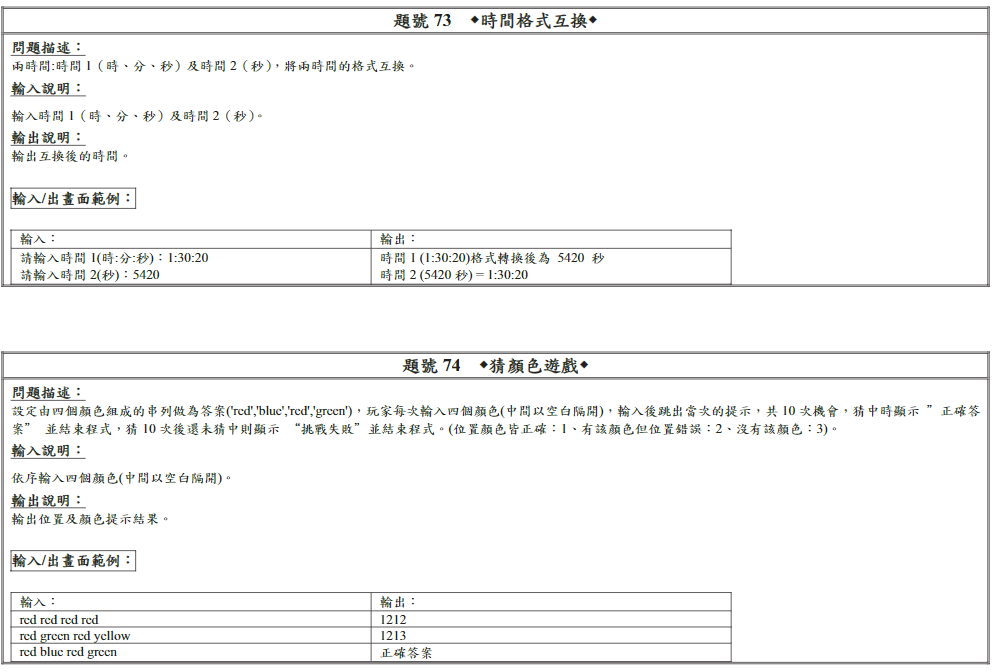 題號 73 ◆時間格式互換◆
問題描述：
兩時間:時間 1（時、分、秒）及時間 2（秒），將兩時間的格式互換。
輸入說明：
輸入時間 1（時、分、秒）及時間 2（秒）。
輸出說明：
輸出互換後的時間。
輸入/出畫面範例：
輸入： 輸出：
請輸入時間 1(時:分:秒)：1:30:20 時間 1 (1:30:20)格式轉換後為 5420 秒
請輸入時間 2(秒)：5420 時間 2 (5420 秒) = 1:30:20
題號 74 ◆猜顏色遊戲◆
問題描述：
設定由四個顏色組成的串列做為答案('red','blue','red','green')，玩家每次輸入四個顏色(中間以空白隔開)，輸入後跳出當次的提示，共 10 次機會，猜中時顯示 ”正確答
案” 並結束程式，猜 10 次後還未猜中則顯示 “挑戰失敗”並結束程式。(位置顏色皆正確：1、有該顏色但位置錯誤：2、沒有該顏色：3)。
輸入說明：
依序輸入四個顏色(中間以空白隔開)。
輸出說明：
輸出位置及顏色提示結果。
輸入/出畫面範例：
輸入： 輸出：
red red red red 1212
red green red yellow 1213
red blue red green 正確答案